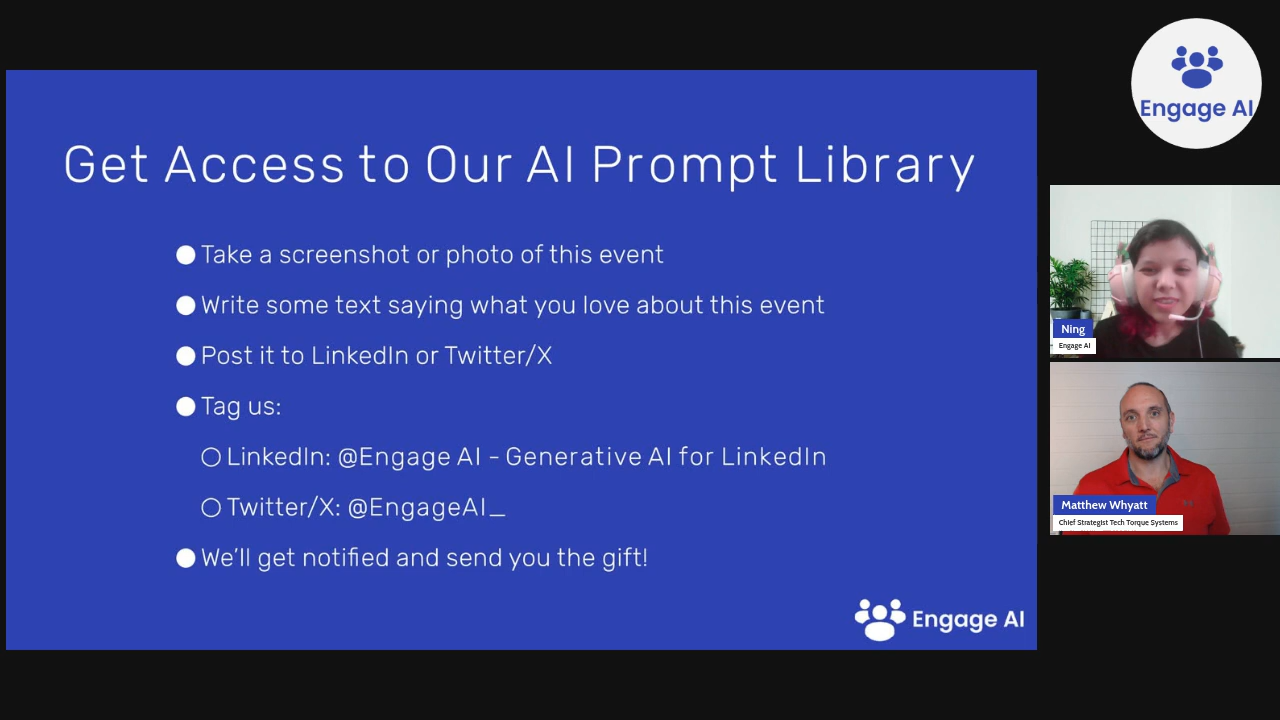 Get Access to Our AI Prompt Library
Take a screenshot or photo of this event
Write some text saying what you love about this event
Post it to LinkedIn or Twitter/X
Tag us:
LinkedIn: @Engage AI - Generative AI for LinkedIn
Twitter/X: @EngageAI_
We'll get notified and send you the gift!
Engage AI
Engage AI
Ning
Engage AI
Matthew Whyatt
Chief Strategist Tech Torque Systems